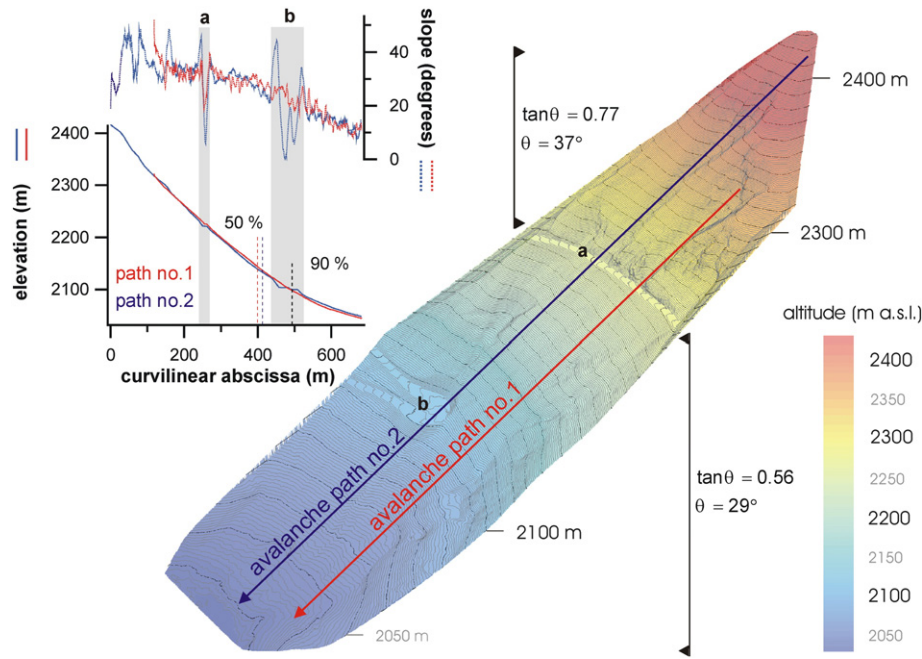 a
b
40
20
0
slope (degrees)
2400
2300
2200
2100
elevation (m)
50 %
90 %
path no.1
path no.2
0
200
400
600
curvilinear abscissa (m)
tanθ = 0.77
θ = 37°
2400 m
2300 m
a
b
avalanche path no.2
avalanche path no.1
tanθ = 0.56
θ = 29°
2100 m
2050 m
altitude (m a.s.l.)
2400
2350
2300
2250
2200
2150
2100
2050